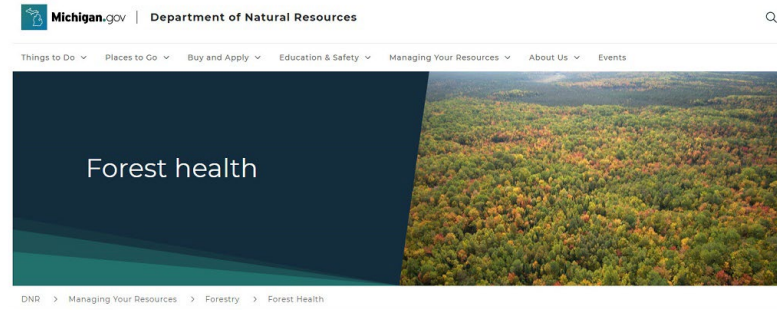 Michigan.gov | Department of Natural Resources
Things to Do Places to Go Buy and Apply Education & Safety Managing Your Resources About Us Events
Forest health
DNR > Managing Your Resources > Forestry > Forest Health